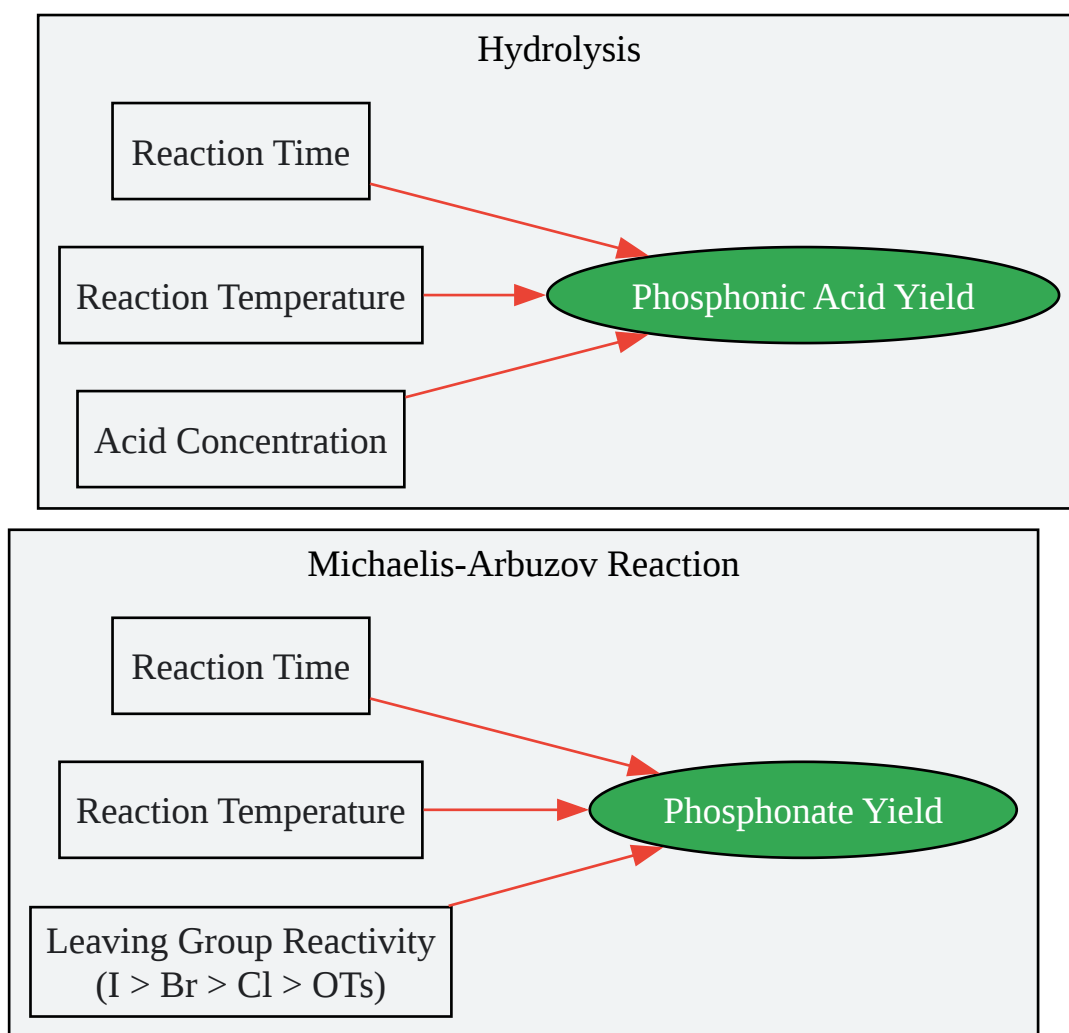 Hydrolysis
Reaction Time
Reaction Temperature
Phosphonic Acid Yield
Acid Concentration
Michaelis-Arbuzov Reaction
Reaction Time
Reaction Temperature
Phosphonate Yield
Leaving Group Reactivity
(I > Br > Cl > OTs)